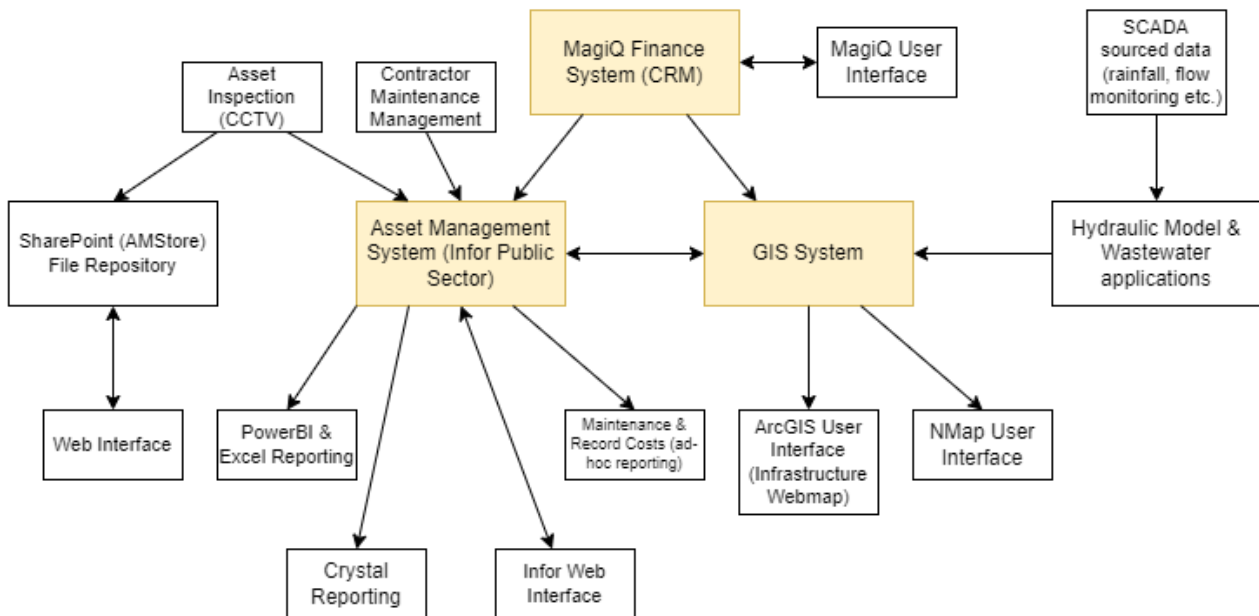 MagiQ Finance
System (CRM)
MagiQ User
Interface
SCADA
sourced data
(rainfall, flow
monitoring etc.)
Asset
Inspection
(CCTV)
Contractor
Maintenance
Management
SharePoint (AMStore)
File Repository
Asset Management
System (Infor Public
Sector)
GIS System
Hydraulic Model &
Wastewater
applications
Web Interface
PowerBI &
Excel Reporting
Maintenance &
Record Costs (ad-
hoc reporting)
ArcGIS User
Interface
(Infrastructure
Webmap)
NMap User
Interface
Crystal
Reporting
Infor Web
Interface